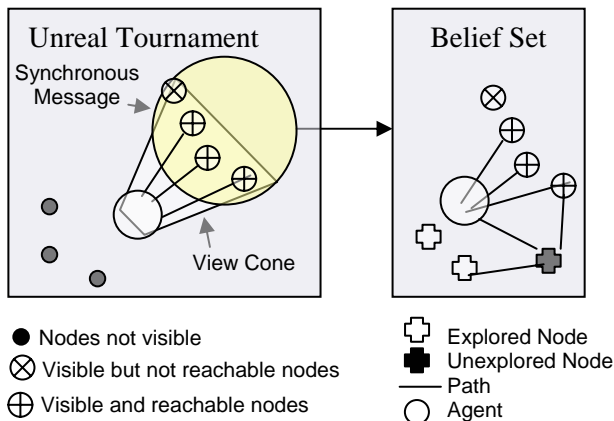 Unreal Tournament
Synchronous
Message
View Cone
Belief Set
Nodes not visible
Visible but not reachable nodes
Visible and reachable nodes
Explored Node
Unexplored Node
Path
Agent